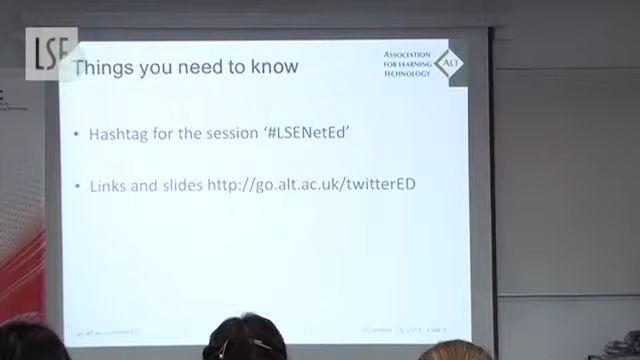 LSE
Things you need to know
ASSOCIATION
FOR LEARNING
TECHNOLOGY
ALT
• Hashtag for the session ‘#LSENetEd’
• Links and slides http://go.alt.ac.uk/twitterED